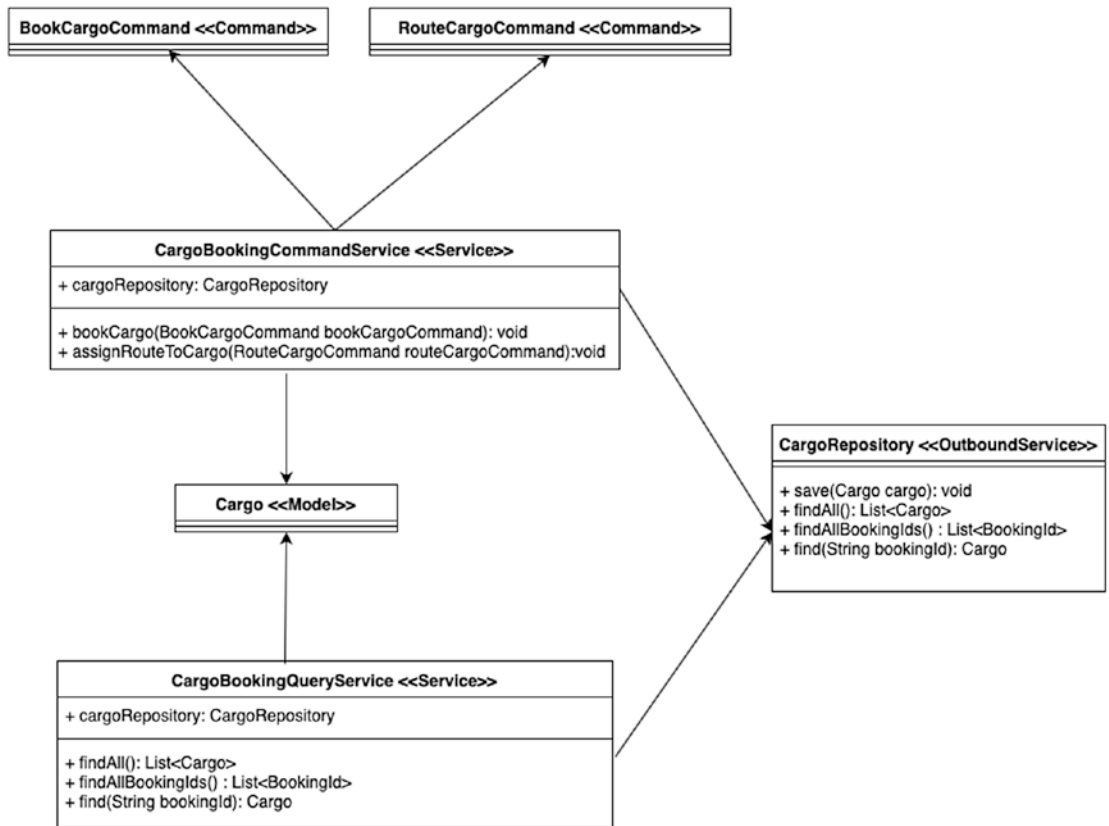 BookCargoCommand <<Command>>
RouteCargoCommand <<Command>>
CargoBookingCommandService <<Service>>
+ cargoRepository: CargoRepository
+ bookCargo(BookCargoCommand bookCargoCommand): void
+ assignRouteToCargo(RouteCargoCommand routeCargoCommand):void
CargoRepository <<OutboundService>>
+ save(Cargo cargo): void
+ findAll(): List<Cargo>
+ findAllBookingIds() : List<BookingId>
+ find(String bookingId): Cargo
Cargo <<Model>>
CargoBookingQueryService <<Service>>
+ cargoRepository: CargoRepository
+ findAll(): List<Cargo>
+ findAllBookingIds() : List<BookingId>
+ find(String bookingId): Cargo